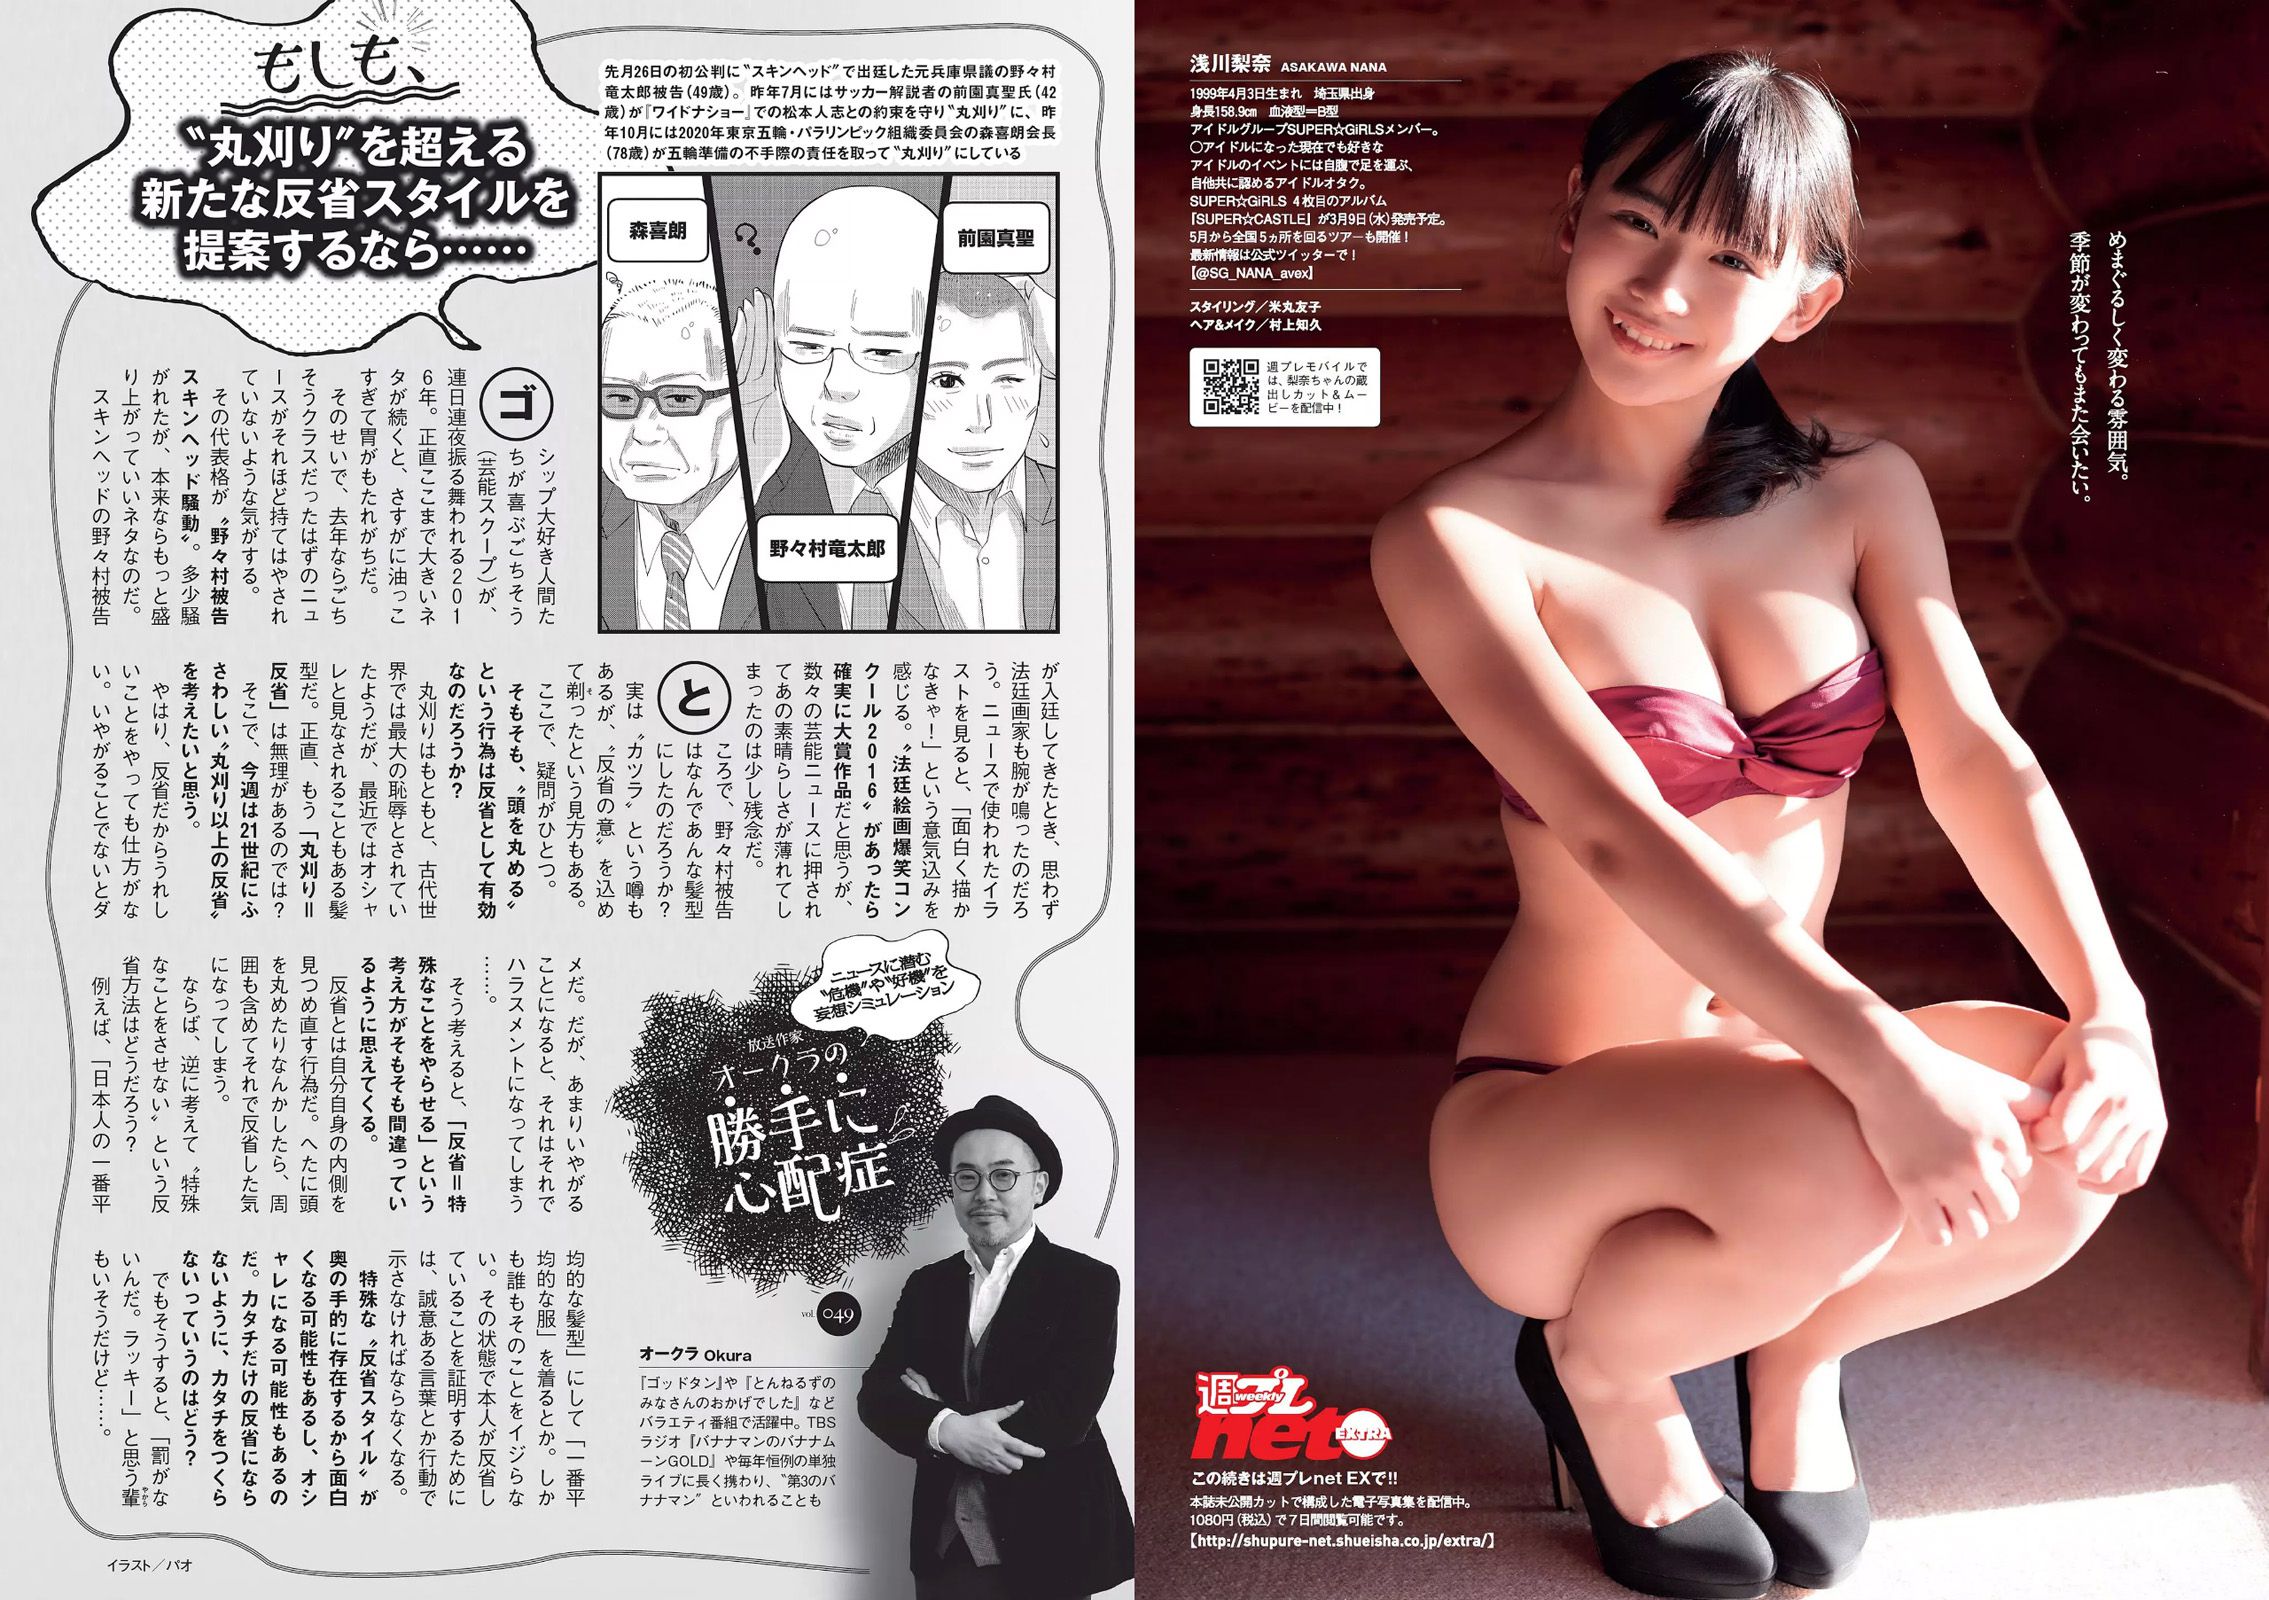 もしも、
〝丸刈り〟を超える
新たな反省スタイルを
提案するなら……
先月26日の初公判に〝スキンヘッド〟で出廷した元兵庫県議の野々村
竜太郎被告(49歳)。昨年7月にはサッカー解説者の前園真聖氏(42
歳)が『ワイドナショー』での松本人志との約束を守り〝丸刈り〟に、昨
年10月には2020年東京五輪・パラリンピック組織委員会の森喜朗会長
(78歳)が五輪準備の不手際の責任を取って〝丸刈り〟にしている
森喜朗
前園真聖
野々村竜太郎
ゴシップ大好き人間た
ちが喜ぶごちそう
(芸能スクープ)が、
連日連夜振る舞われる201
6年。正直ここまで大きいネ
タが続くと、さすがに油っこ
すぎて胃がもたれがちだ。
そのせいで、去年ならごち
そうクラスだったはずのニュ
ースがそれほど持てはやされ
ていないような気がする。
その代表格が〝野々村被告
スキンヘッド騒動〟。多少騒
がれたが、本来ならもっと盛
り上がっていいネタなのだ。
スキンヘッドの野々村被告
が入廷してきたとき、思わず
法廷画家も腕が鳴ったのだろ
う。ニュースで使われたイラ
ストを見ると、「面白く描か
なきゃ!」という意気込みを
感じる。〝法廷絵画爆笑コン
クール2016〟があったら
確実に大賞作品だと思うが、
数々の芸能ニュースに押され
てあの素晴らしさが薄れてし
まったのは少し残念だ。
ところで、野々村被告
はなんであんな髪型
にしたのだろうか?
実は〝カツラ〟という噂も
あるが、〝反省の意〟を込め
て剃ったという見方もある。
そ
ここで、疑問がひとつ。
そもそも、〝頭を丸める〟
という行為は反省として有効
なのだろうか?
丸刈りはもともと、古代世
界では最大の恥辱とされてい
たようだが、最近ではオシャ
レと見なされることもある髪
型だ。正直、もう「丸刈り=
反省」は無理があるのでは?
そこで、今週は21世紀にふ
さわしい〝丸刈り以上の反省〟
を考えたいと思う。
やはり、反省だからうれし
いことをやっても仕方がな
い。いやがることでないとダ
メだ。だが、あまりいやがる
ことになると、それはそれで
ハラスメントになってしまう
……。
そう考えると、「反省=特
殊なことをやらせる」という
考え方がそもそも間違ってい
るように思えてくる。
反省とは自分自身の内側を
見つめ直す行為だ。へたに頭
を丸めたりなんかしたら、周
囲も含めてそれで反省した気
になってしまう。
ならば、逆に考えて〝特殊
なことをさせない〟という反
省方法はどうだろう?
例えば、「日本人の一番平
均的な髪型」にして「一番平
均的な服」を着るとか。しか
も誰もそのことをイジらな
い。その状態で本人が反省し
ていることを証明するために
は、誠意ある言葉とか行動で
示さなければならなくなる。
特殊な〝反省スタイル〟が
奥の手的に存在するから面白
くなる可能性もあるし、オシ
ャレになる可能性もあるの
だ。カタチだけの反省になら
ないように、カタチをつくら
ないっていうのはどう?
でもそうすると、「罰がな
いんだ。ラッキー」と思う輩
やから
もいそうだけど……。
ニュースに潜む
〝危機〟や〝好機〟を
妄想シミュレーション
放送作家
オークラの
勝手に
心配症
vol. 049
オークラ Okura
『ゴッドタン』や『とんねるずの
みなさんのおかげでした』など
バラエティ番組で活躍中。TBS
ラジオ『バナナマンのバナナム
ーンGOLD』や毎年恒例の単独
ライブに長く携わり、〝第3のバ
ナナマン〟といわれることも
イラスト/パオ
浅川梨奈 ASAKAWA NANA
1999年4月3日生まれ 埼玉県出身
身長158.9cm 血液型=B型
アイドルグループSUPER☆GiRLSメンバー。
○アイドルになった現在でも好きな
アイドルのイベントには自腹で足を運ぶ、
自他共に認めるアイドルオタク。
SUPER☆GiRLS 4枚目のアルバム
『SUPER☆CASTLE』が3月9日(水)発売予定。
5月から全国5ヵ所を回るツアーも開催!
最新情報は公式ツイッターで!
【@SG_NANA_avex】
スタイリング/米丸友子
ヘア&メイク/村上知久
週プレモバイルで
は、梨奈ちゃんの蔵
出しカット&ムー
ビーを配信中!
めまぐるしく変わる雰囲気。
季節が変わってもまた会いたい。
週プレ
weekly
net
EXTRA
この続きは週プレnet EXで!!
本誌未公開カットで構成した電子写真集を配信中。
1080円(税込)で7日間閲覧可能です。
【http://shupure-net.shueisha.co.jp/extra/】